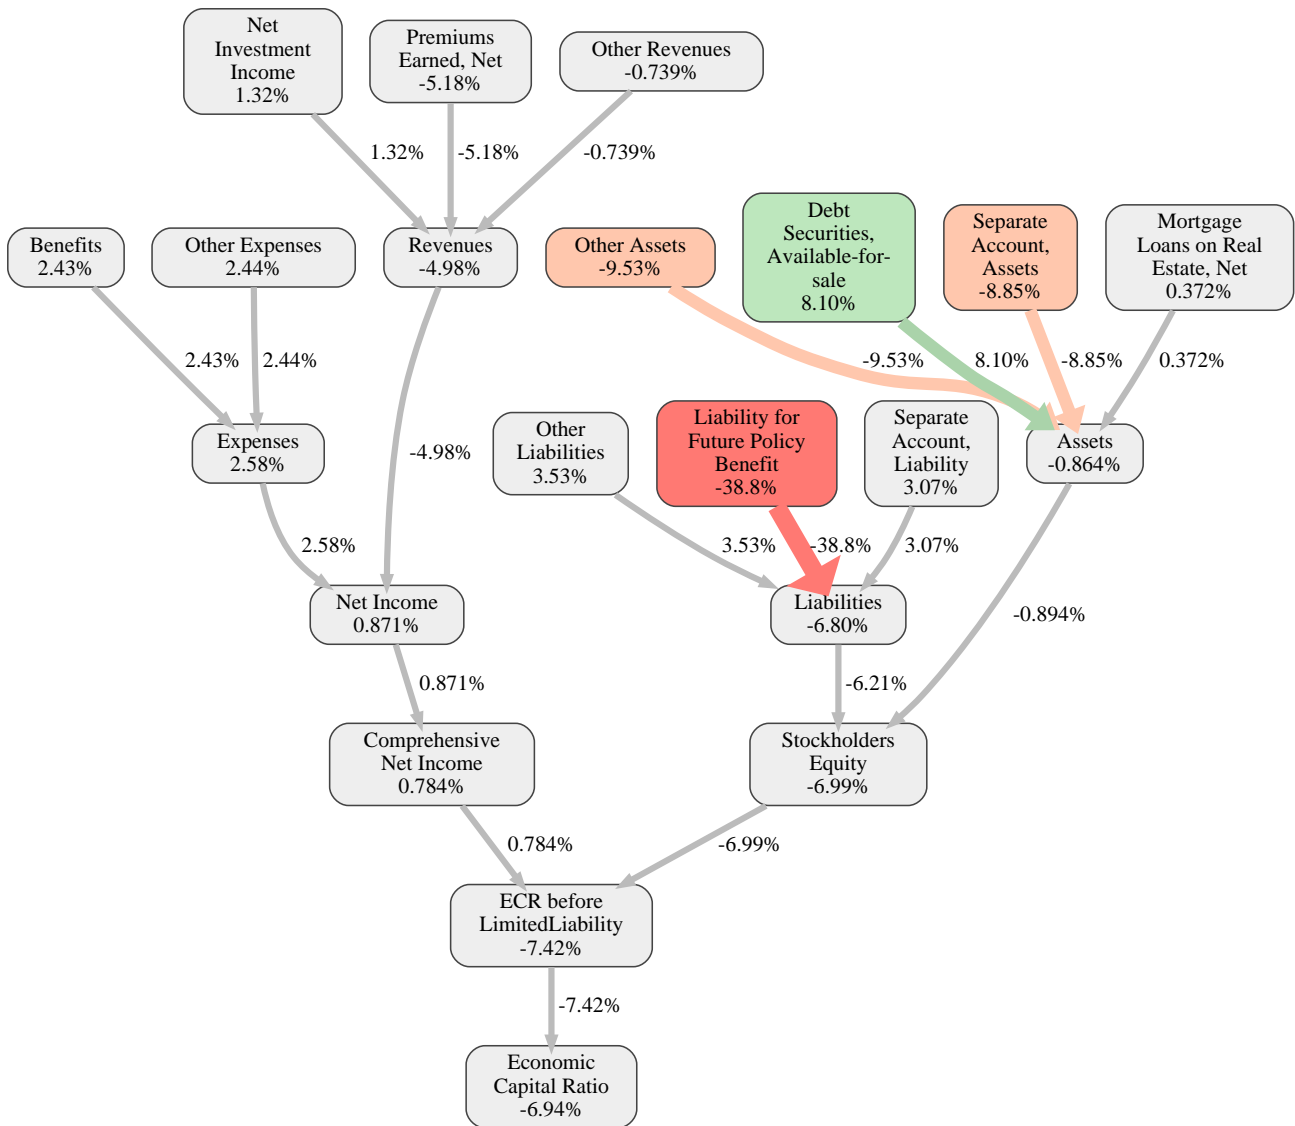 Net
Investment
Income
1.32%
Premiums
Earned, Net
-5.18%
Other Revenues
-0.739%
1.32%
-5.18%
-0.739%
Benefits
2.43%
Other Expenses
2.44%
Revenues
-4.98%
Other Assets
-9.53%
Debt
Securities,
Available-for-
sale
8.10%
Separate
Account,
Assets
-8.85%
Mortgage
Loans on Real
Estate, Net
0.372%
2.43%
2.44%
-9.53%
8.10%
-8.85%
0.372%
Expenses
2.58%
-4.98%
Other
Liabilities
3.53%
Liability for
Future Policy
Benefit
-38.8%
Separate
Account,
Liability
3.07%
Assets
-0.864%
2.58%
3.53%
-38.8%
3.07%
Net Income
0.871%
Liabilities
-6.80%
-0.894%
0.871%
-6.21%
Comprehensive
Net Income
0.784%
Stockholders
Equity
-6.99%
0.784%
-6.99%
ECR before
LimitedLiability
-7.42%
-7.42%
Economic
Capital Ratio
-6.94%